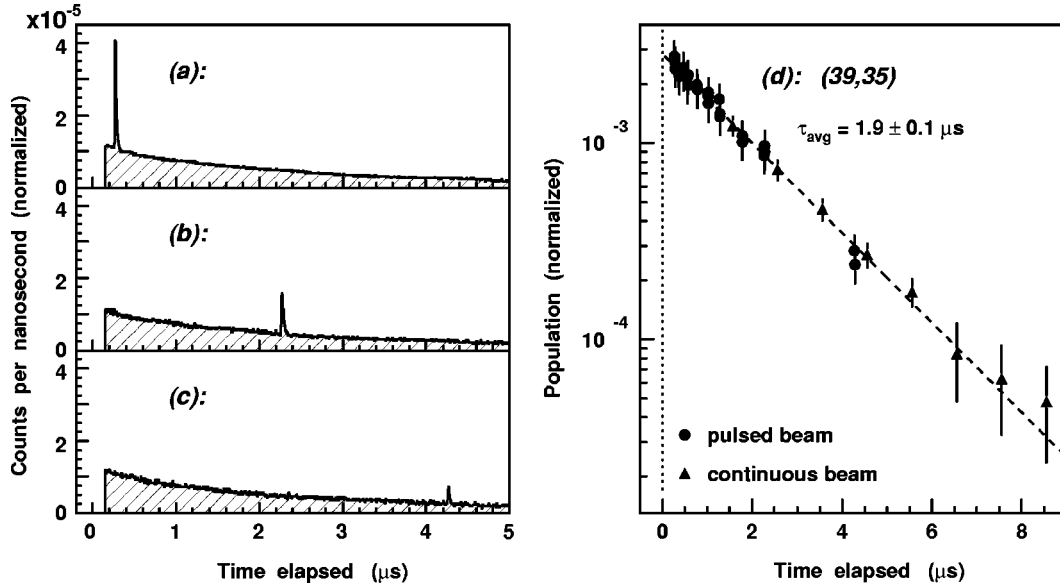 x10-5
4
(a):
2
0
4
(b):
2
0
4
(c):
2
0
0 1 2 3 4 5
Time elapsed (μs)
Counts per nanosecond (normalized)
(d): (39,35)
τavg = 1.9 ± 0.1 μs
10-3
10-4
pulsed beam
continuous beam
0 2 4 6 8
Time elapsed (μs)
Population (normalized)